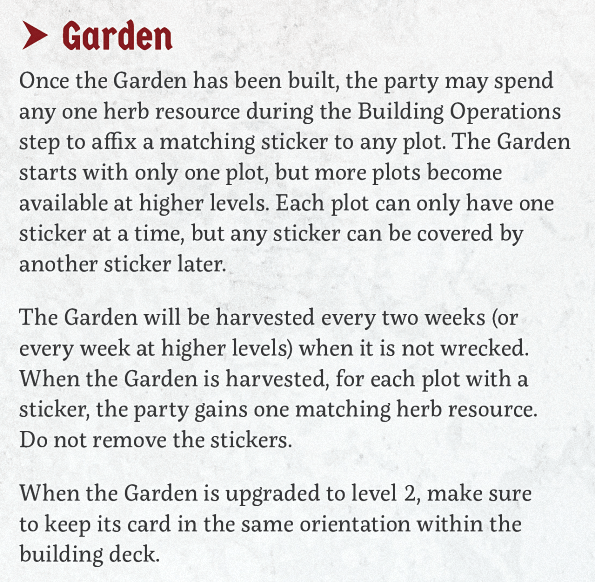 Garden
Once the Garden has been built, the party may spend
any one herb resource during the Building Operations
step to affix a matching sticker to any plot. The Garden
starts with only one plot, but more plots become
available at higher levels. Each plot can only have one
sticker at a time, but any sticker can be covered by
another sticker later.
The Garden will be harvested every two weeks (or
every week at higher levels) when it is not wrecked.
When the Garden is harvested, for each plot with a
sticker, the party gains one matching herb resource.
Do not remove the stickers.
When the Garden is upgraded to level 2, make sure
to keep its card in the same orientation within the
building deck.